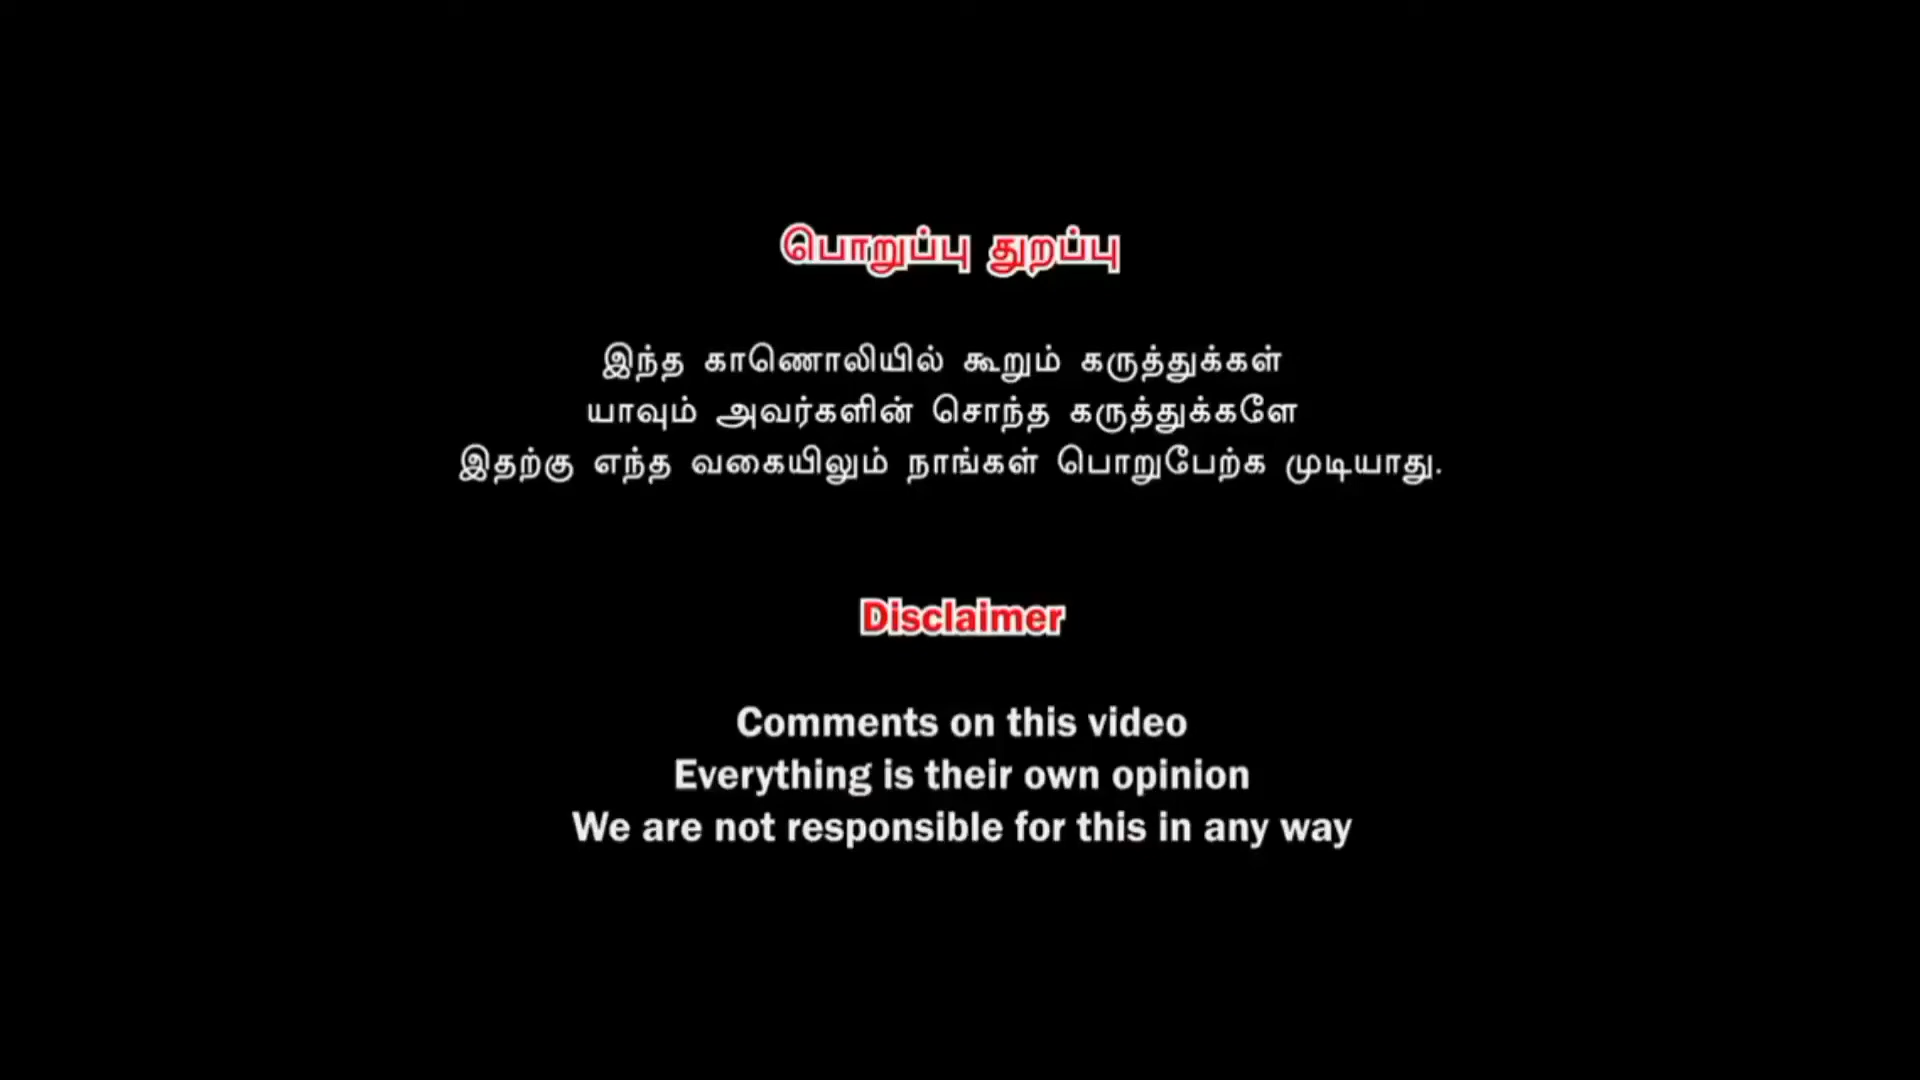 பொறுப்பு துறப்பு
இந்த காணொலியில் கூறும் கருத்துக்கள்
யாவும் அவர்களின் சொந்த கருத்துக்களே
இதற்கு எந்த வகையிலும் நாங்கள் பொறுபேற்க முடியாது.
Disclaimer
Comments on this video
Everything is their own opinion
We are not responsible for this in any way